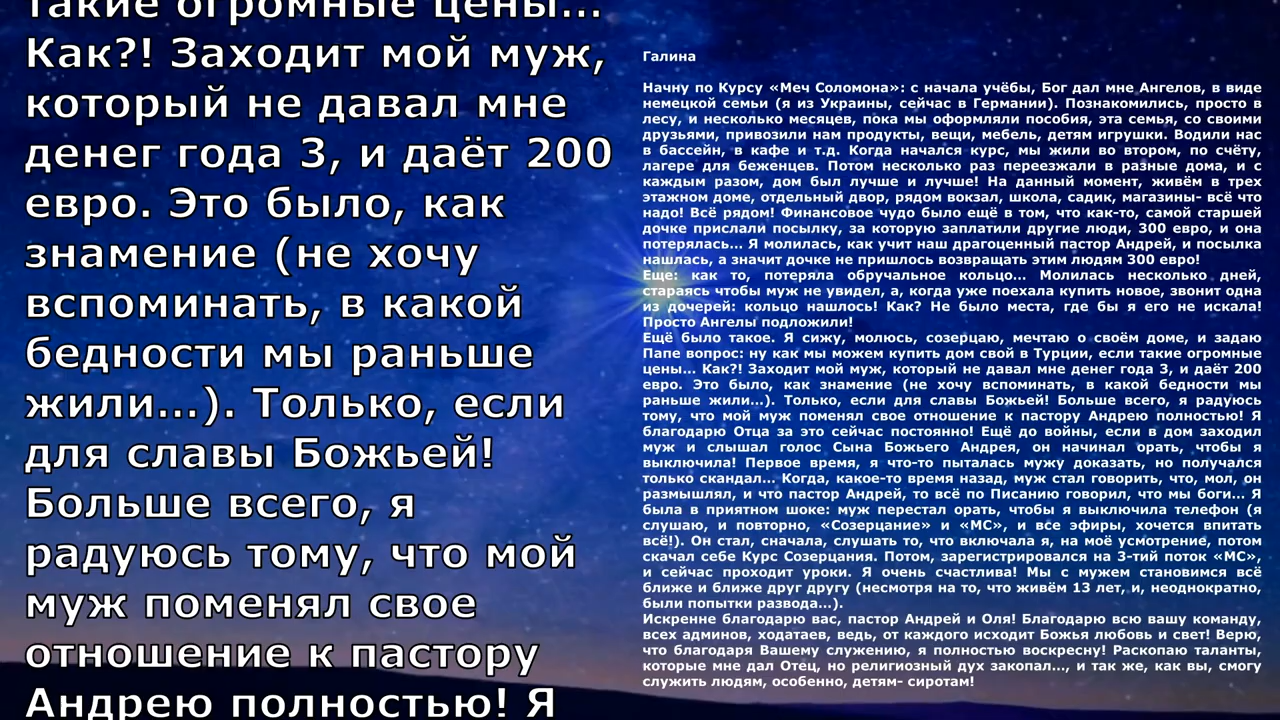 такие огромные цены...
Как?! Заходит мой муж,
который не давал мне
денег года 3, и даёт 200
евро. Это было, как
знамение (не хочу
вспоминать, в какой
бедности мы раньше
жили...). Только, если
для славы Божьей!
Больше всего, я
радуюсь тому, что мой
муж поменял свое
отношение к пастору
Андрею полностью! Я
Галина
Начну по Курсу «Меч Соломона»: с начала учёбы, Бог дал мне Ангелов, в виде
немецкой семьи (я из Украины, сейчас в Германии). Познакомились, просто в
лесу, и несколько месяцев, пока мы оформляли пособия, эта семья, со своими
друзьями, привозили нам продукты, вещи, мебель, детям игрушки. Водили нас
в бассейн, в кафе и т.д. Когда начался курс, мы жили во втором, по счёту,
лагере для беженцев. Потом несколько раз переезжали в разные дома, и с
каждым разом, дом был лучше и лучше! На данный момент, живём в трех
этажном доме, отдельный двор, рядом вокзал, школа, садик, магазины- всё что
надо! Всё рядом! Финансовое чудо было ещё в том, что как-то, самой старшей
дочке прислали посылку, за которую заплатили другие люди, 300 евро, и она
потерялась... Я молилась, как учит наш драгоценный пастор Андрей, и посылка
нашлась, а значит дочке не пришлось возвращать этим людям 300 евро!
Еще: как то, потеряла обручальное кольцо... Молилась несколько дней,
стараясь чтобы муж не увидел, а, когда уже поехала купить новое, звонит одна
из дочерей: кольцо нашлось! Как? Не было места, где бы я его не искала!
Просто Ангелы подложили!
Ещё было такое. Я сижу, молюсь, созерцаю, мечтаю о своём доме, и задаю
Папе вопрос: ну как мы можем купить дом свой в Турции, если такие огромные
цены... Как?! Заходит мой муж, который не давал мне денег года 3, и даёт 200
евро. Это было, как знамение (не хочу вспоминать, в какой бедности мы
раньше жили...). Только, если для славы Божьей! Больше всего, я радуюсь
тому, что мой муж поменял свое отношение к пастору Андрею полностью! Я
благодарю Отца за это сейчас постоянно! Ещё до войны, если в дом заходил
муж и слышал голос Сына Божьего Андрея, он начинал орать, чтобы я
выключила! Первое время, я что-то пыталась мужу доказать, но получался
только скандал... Когда, какое-то время назад, муж стал говорить, что, мол, он
размышлял, и что пастор Андрей, то всё по Писанию говорил, что мы боги... Я
была в приятном шоке: муж перестал орать, чтобы я выключила телефон (я
слушаю, и повторно, «Созерцание» и «МС», и все эфиры, хочется впитать
всё!). Он стал, сначала, слушать то, что включала я, на моё усмотрение, потом
скачал себе Курс Созерцания. Потом, зарегистрировался на 3-тий поток «МС»,
и сейчас проходит уроки. Я очень счастлива! Мы с мужем становимся всё
ближе и ближе друг другу (несмотря на то, что живём 13 лет, и, неоднократно,
были попытки развода...).
Искренне благодарю вас, пастор Андрей и Оля! Благодарю всю вашу команду,
всех админов, ходатаев, ведь, от каждого исходит Божья любовь и свет! Верю,
что благодаря Вашему служению, я полностью воскресну! Раскопаю таланты,
которые мне дал Отец, но религиозный дух закопал..., и так же, как вы, смогу
служить людям, особенно, детям- сиротам!